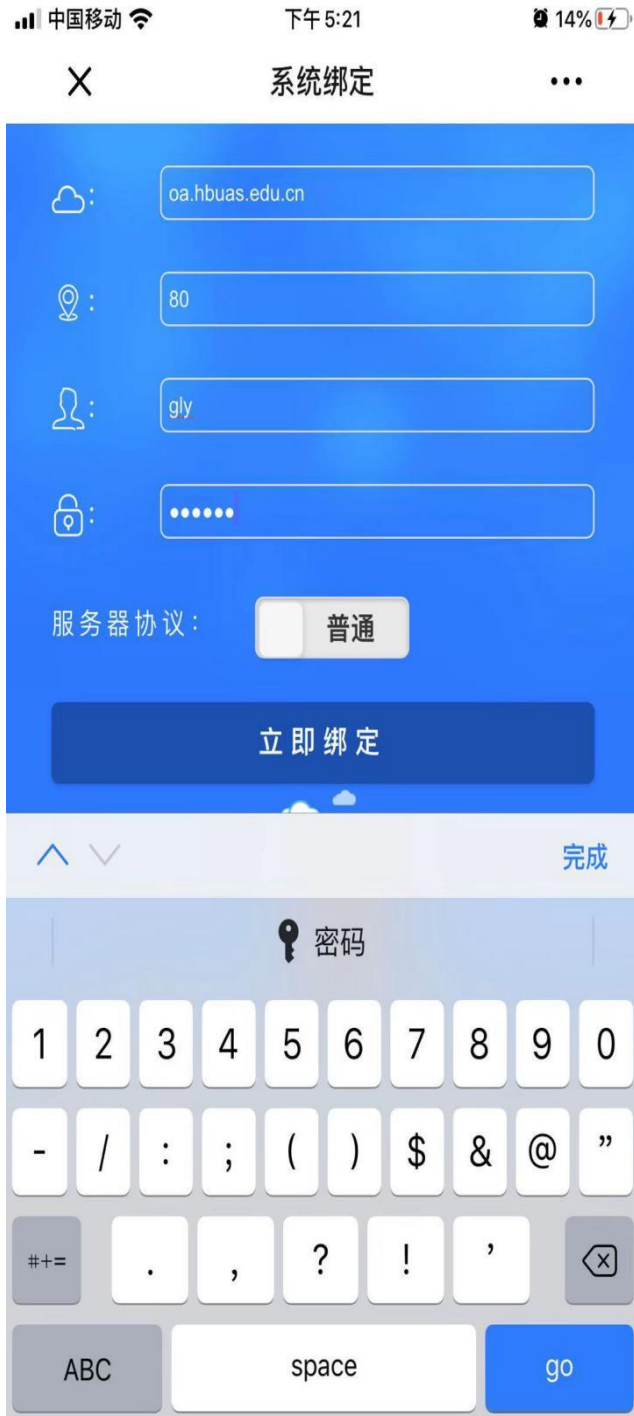 中国移动 下午5:21 14%
系统绑定
oa.hbuas.edu.cn
80
gly
••••••
服务器协议: 普通
立即绑定
完成
密码
1 2 3 4 5 6 7 8 9 0
- / : ; ( ) $ & @ ”
#+= . , ? ! ’
ABC space go